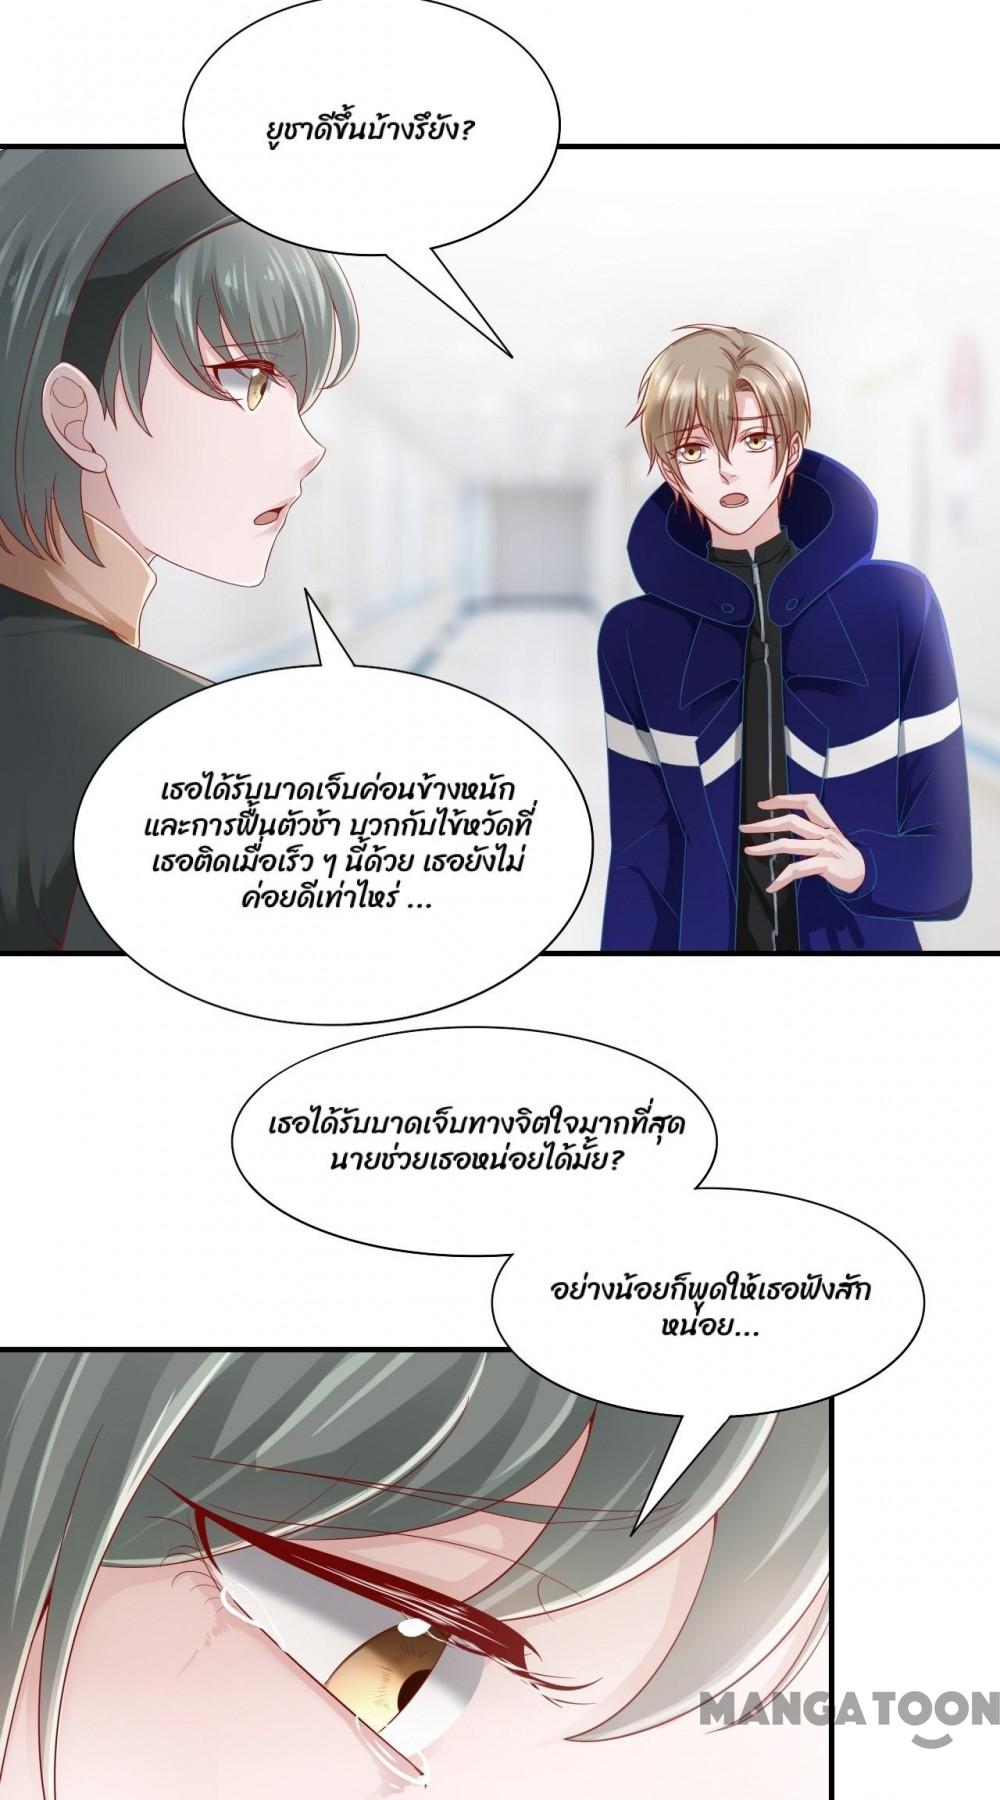 ยูชาดีขึ้นบ้างรึยัง?
เธอได้รับบาดเจ็บค่อนข้างหนัก
และการฟื้นตัวช้า บวกกับไข้หวัดที่
เธอติดเมื่อเร็ว ๆ นี้ด้วย เธอยังไม่
ค่อยดีเท่าไหร่ ...
เธอได้รับบาดเจ็บทางจิตใจมากที่สุด
นายช่วยเธอหน่อยได้มั้ย?
อย่างน้อยก็พูดให้เธอฟังสัก
หน่อย...
MANGATOON